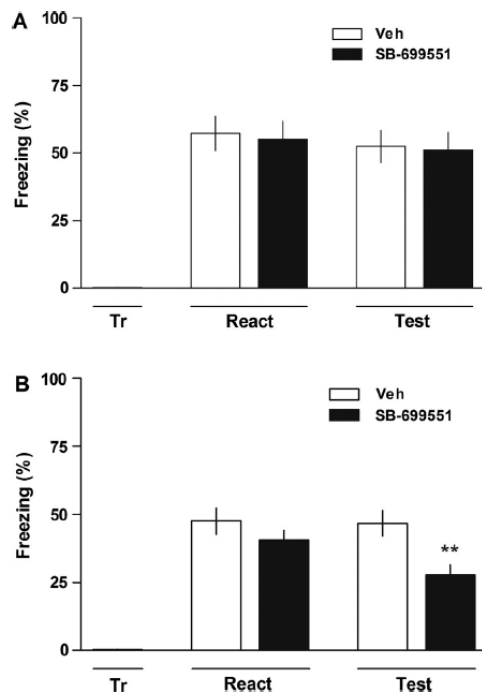 A
Veh
SB-699551
Freezing (%)
100
75
50
25
0
Tr
React
Test
B
Veh
SB-699551
Freezing (%)
100
75
50
25
0
**
Tr
React
Test